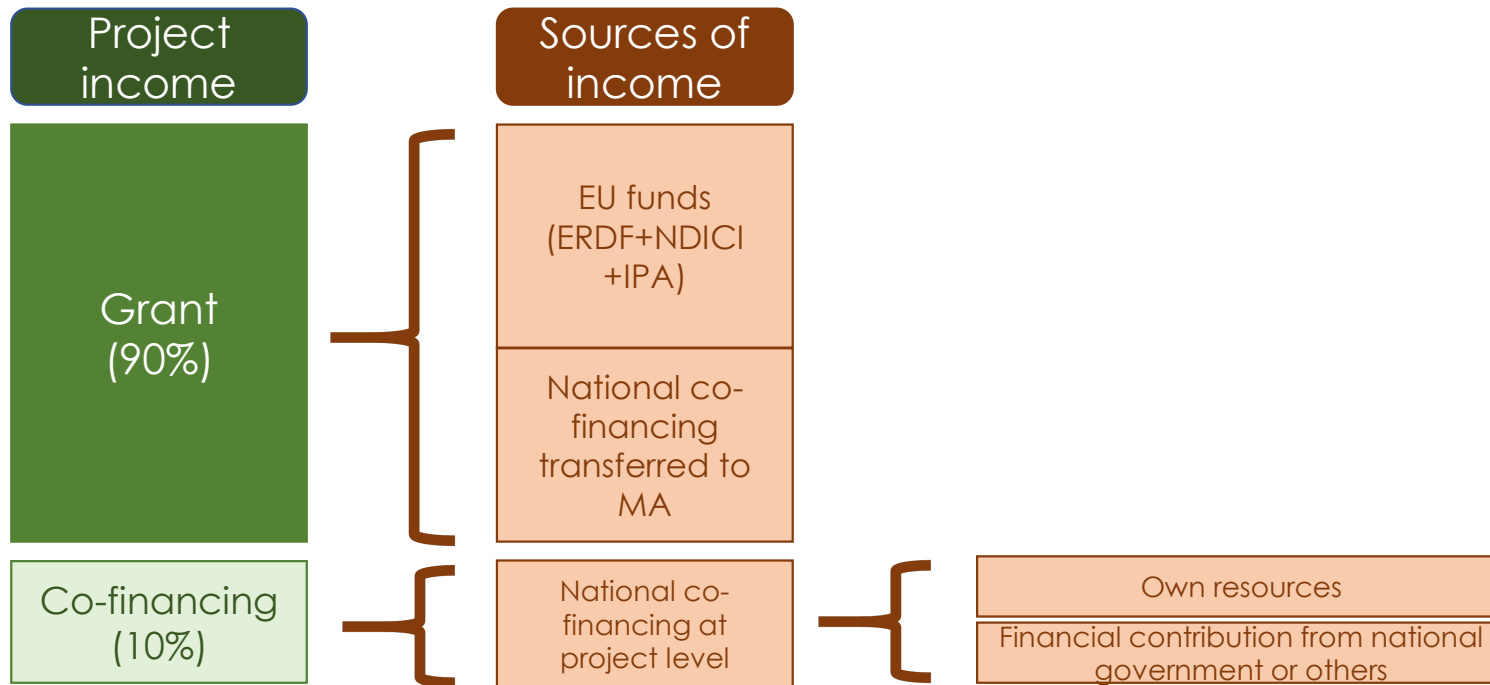 Project
income
Sources of
income
Grant
(90%)
EU funds
(ERDF+NDICI
+IPA)
National co-
financing
transferred to
MA
Co-financing
(10%)
National co-
financing at
project level
Own resources
Financial contribution from national
government or others